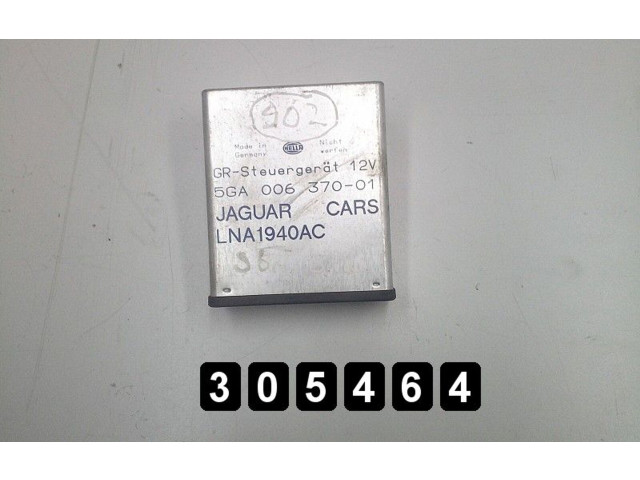 902
Made in Germany HELLA Nicht werfen
GR-Steuergerät 12V
5GA 006 370-01
JAGUAR CARS
LNA1940AC
305464